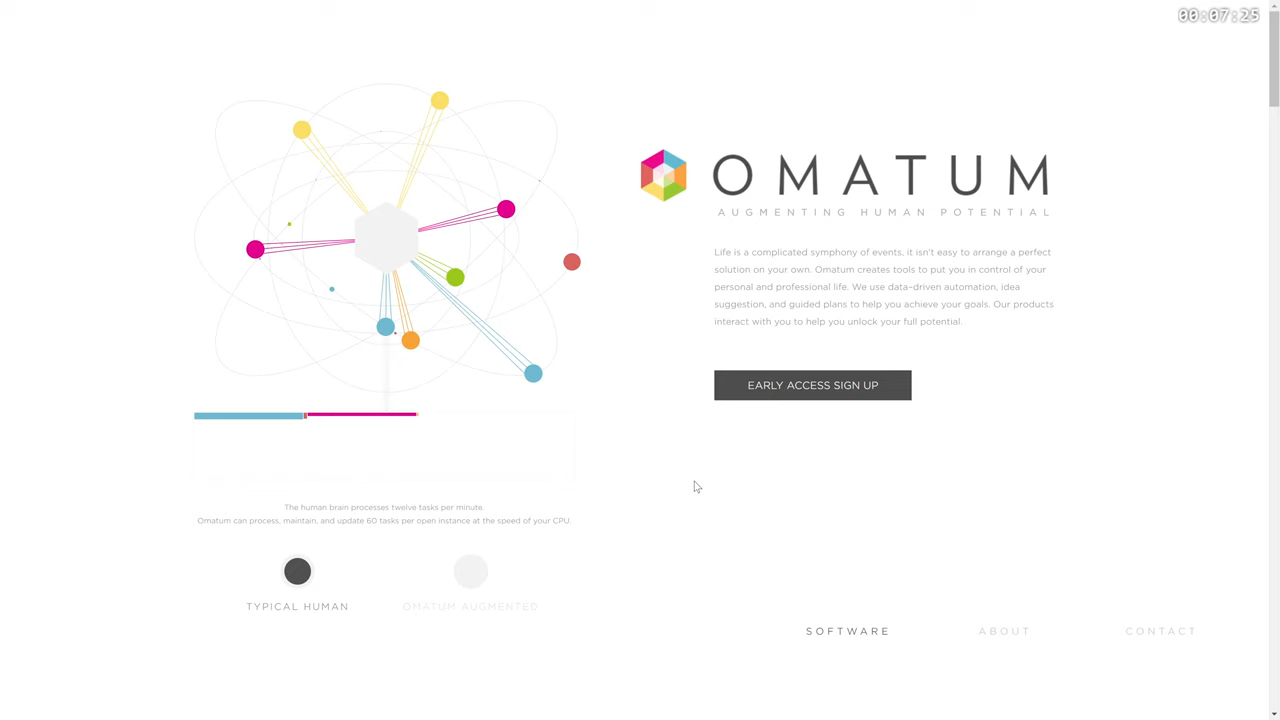 00:07:25
OMATUM
AUGMENTING HUMAN POTENTIAL
Life is a complicated symphony of events, it isn't easy to arrange a perfect
solution on your own. Omatum creates tools to put you in control of your
personal and professional life. We use data-driven automation, idea
suggestion, and guided plans to help you achieve your goals. Our products
interact with you to help you unlock your full potential.
EARLY ACCESS SIGN UP
The human brain processes twelve tasks per minute.
Omatum can process, maintain, and update 60 tasks per open instance at the speed of your CPU.
TYPICAL HUMAN
OMATUM AUGMENTED
SOFTWARE
ABOUT
CONTACT